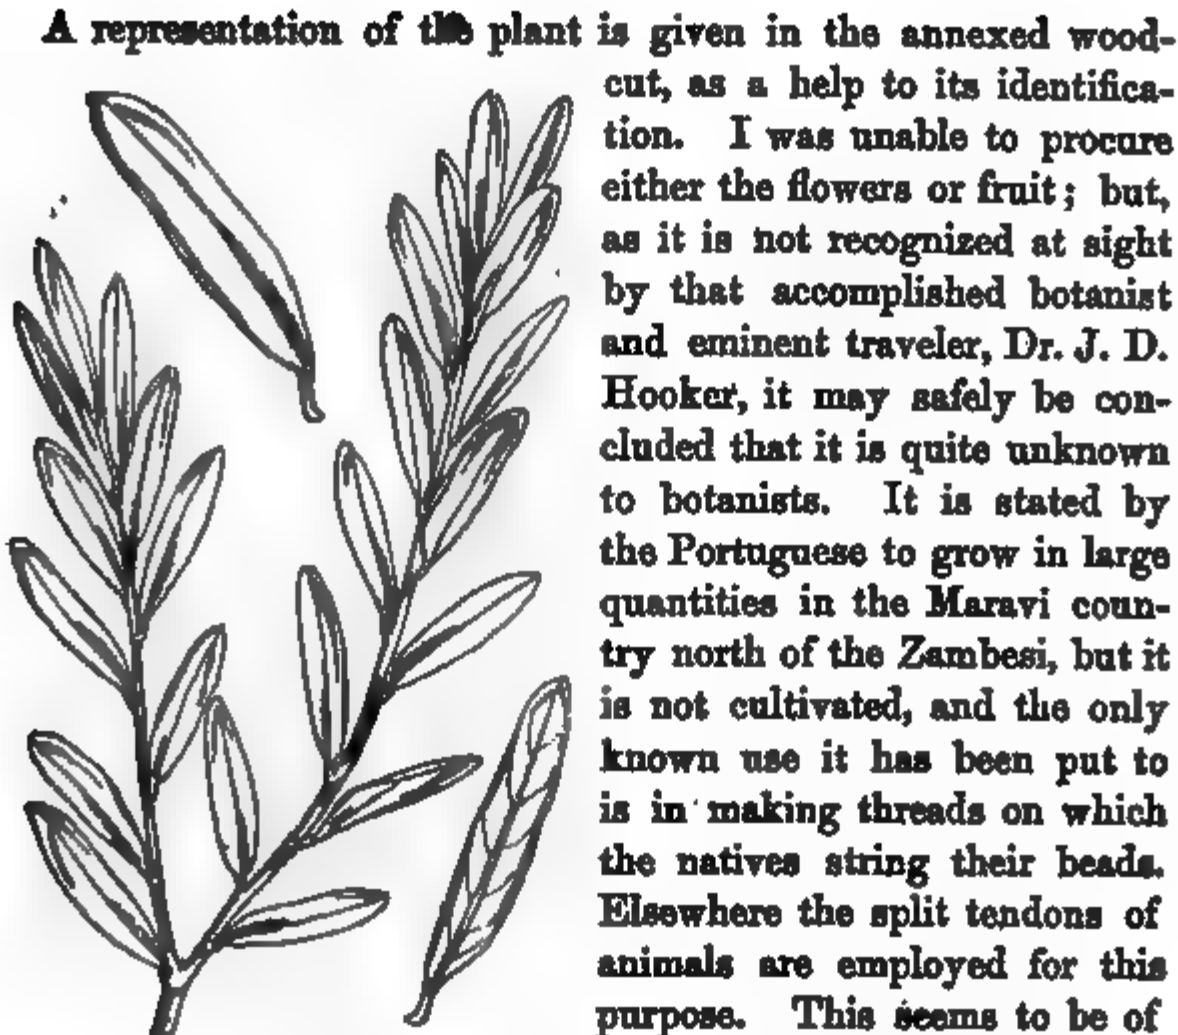 A representation of the plant is given in the annexed wood-
cut, as a help to its identifica-
tion. I was unable to procure
either the flowers or fruit; but,
as it is not recognized at sight
by that accomplished botanist
and eminent traveler, Dr. J. D.
Hooker, it may safely be con-
cluded that it is quite unknown
to botanists. It is stated by
the Portuguese to grow in large
quantities in the Maravi coun-
try north of the Zambesi, but it
is not cultivated, and the only
known use it has been put to
is in making threads on which
the natives string their beads.
Elsewhere the split tendons of
animals are employed for this
purpose. This seems to be of